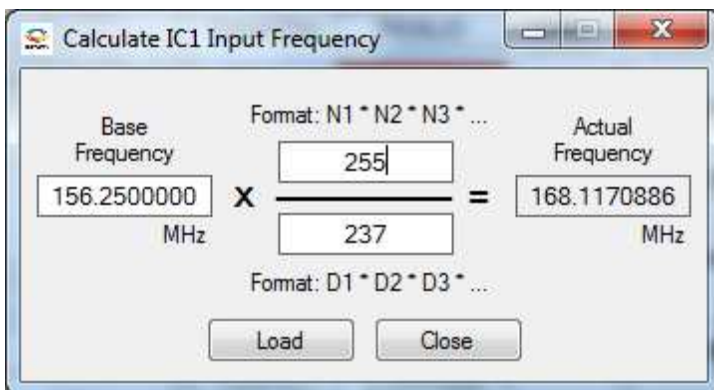 Calculate IC1 Input Frequency
Format: N1 * N2 * N3 * ...
Base
Frequency
Actual
Frequency
156.2500000 X 255 = 168.1170886
237
MHz
MHz
Format: D1 * D2 * D3 * ...
Load Close